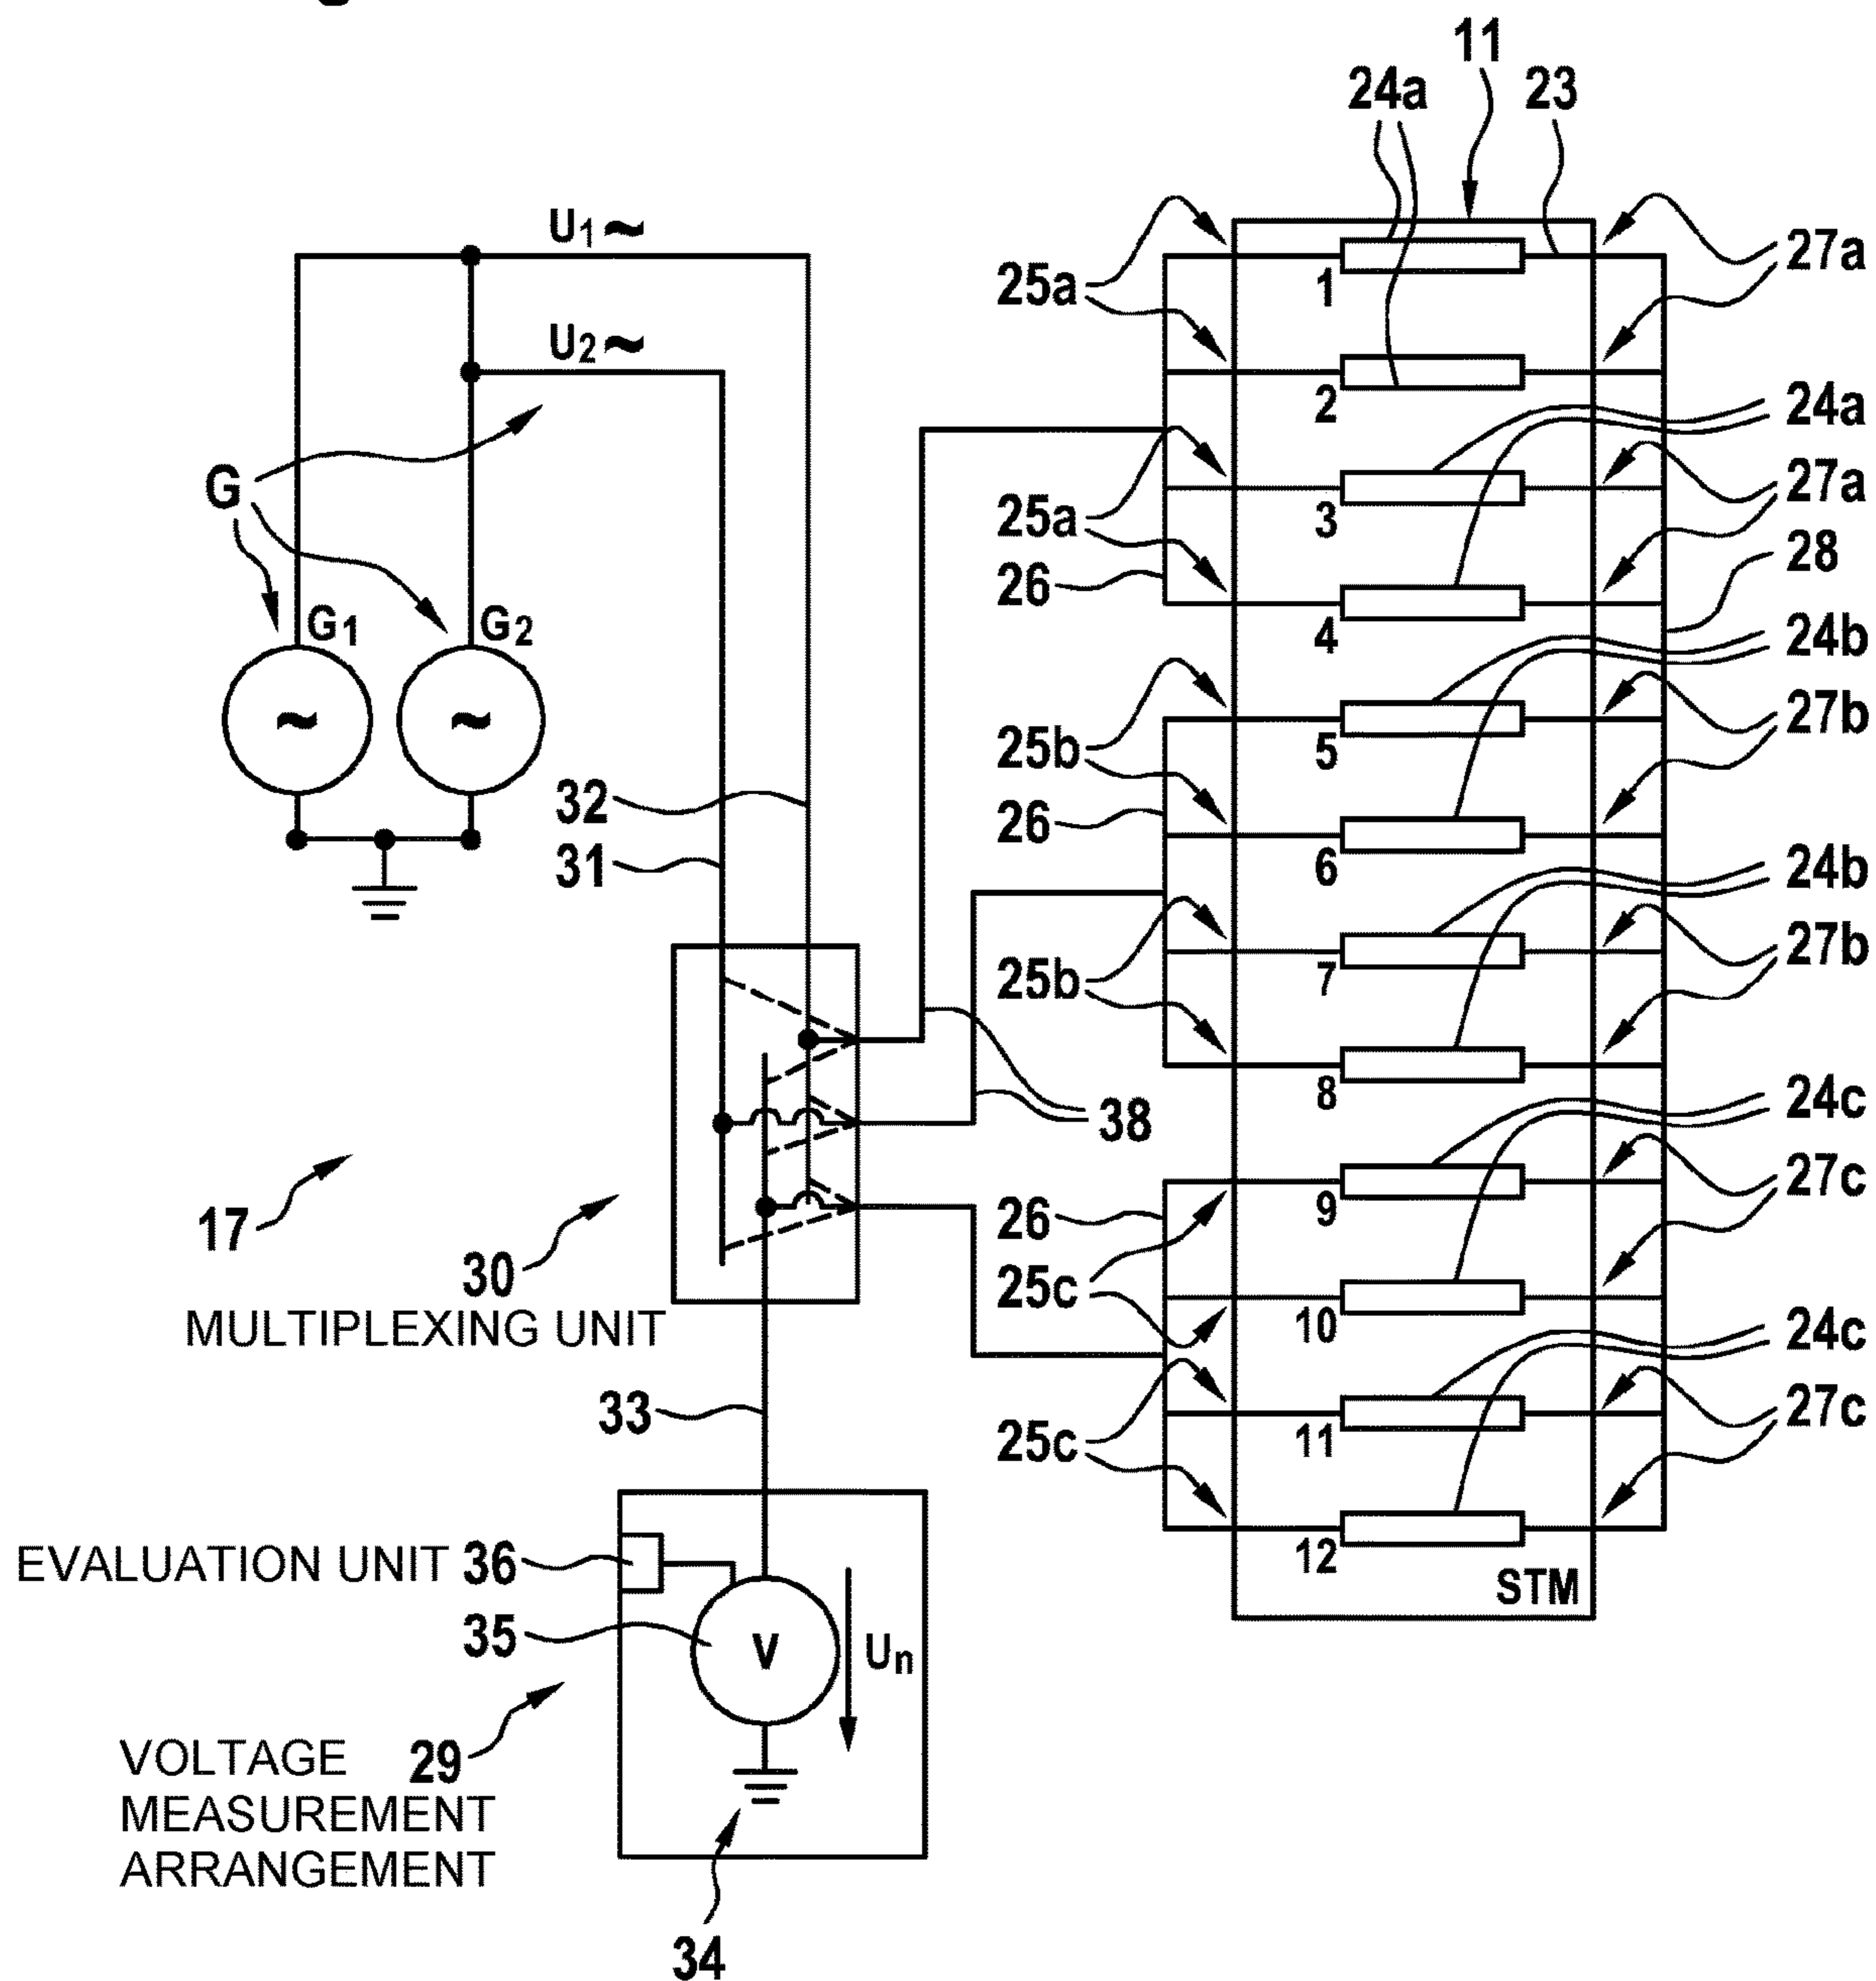 11
24a
23
U1~
25a
27a
1
U2~
2
24a
G
25a
3
27a
26
28
G1
G2
4
24b
~
~
25b
5
27b
32
26
31
6
24b
25b
7
27b
38
8
24c
17
30
26
9
27c
MULTIPLEXING UNIT
25c
10
24c
33
25c
11
27c
EVALUATION UNIT 36
12
STM
35
V
Un
VOLTAGE 29
MEASUREMENT
ARRANGEMENT
34